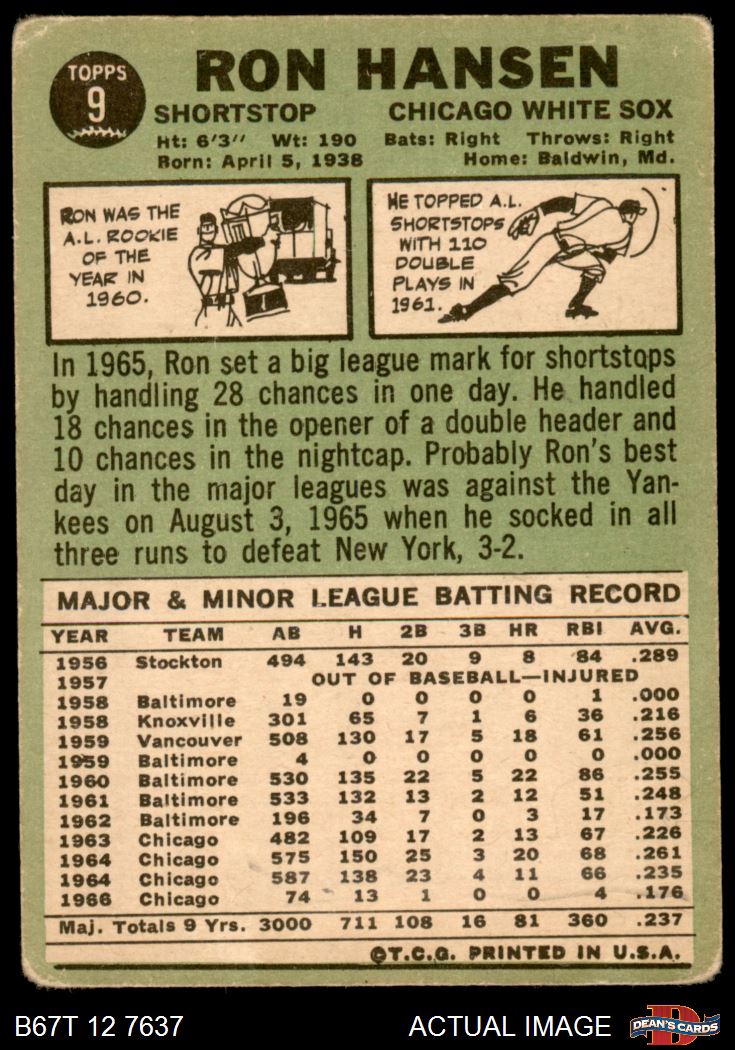 TOPPS
9
RON HANSEN
SHORTSTOP CHICAGO WHITE SOX
Ht: 6'3" Wt: 190 Bats: Right Throws: Right
Born: April 5, 1938 Home: Baldwin, Md.
RON WAS THE
A.L. ROOKIE
OF THE
YEAR IN
1960.
1
HE TOPPED A.L.
SHORTSTOPS
WITH 110
DOUBLE
PLAYS IN
1961.
In 1965, Ron set a big league mark for shortstops
by handling 28 chances in one day. He handled
18 chances in the opener of a double header and
10 chances in the nightcap. Probably Ron's best
day in the major leagues was against the Yan-
kees on August 3, 1965 when he socked in all
three runs to defeat New York, 3-2.
MAJOR & MINOR LEAGUE BATTING RECORD
YEAR TEAM AB H 2B 3B HR RBI AVG.
1956 Stockton 494 143 20 9 8 84 .289
1957 OUT OF BASEBALL—INJURED
1958 Baltimore 19 0 0 0 0 1 .000
1958 Knoxville 301 65 7 1 6 36 .216
1959 Vancouver 508 130 17 5 18 61 .256
1959 Baltimore 4 0 0 0 0 0 .000
1960 Baltimore 530 135 22 5 22 86 .255
1961 Baltimore 533 132 13 2 12 51 .248
1962 Baltimore 196 34 7 0 3 17 .173
1963 Chicago 482 109 17 2 13 67 .226
1964 Chicago 575 150 25 3 20 68 .261
1964 Chicago 587 138 23 4 11 66 .235
1966 Chicago 74 13 1 0 0 4 .176
Maj. Totals 9 Yrs. 3000 711 108 16 81 360 .237
©T.C.G. PRINTED IN U.S.A.
B67T 12 7637 ACTUAL IMAGE D DEAN'S CARDS